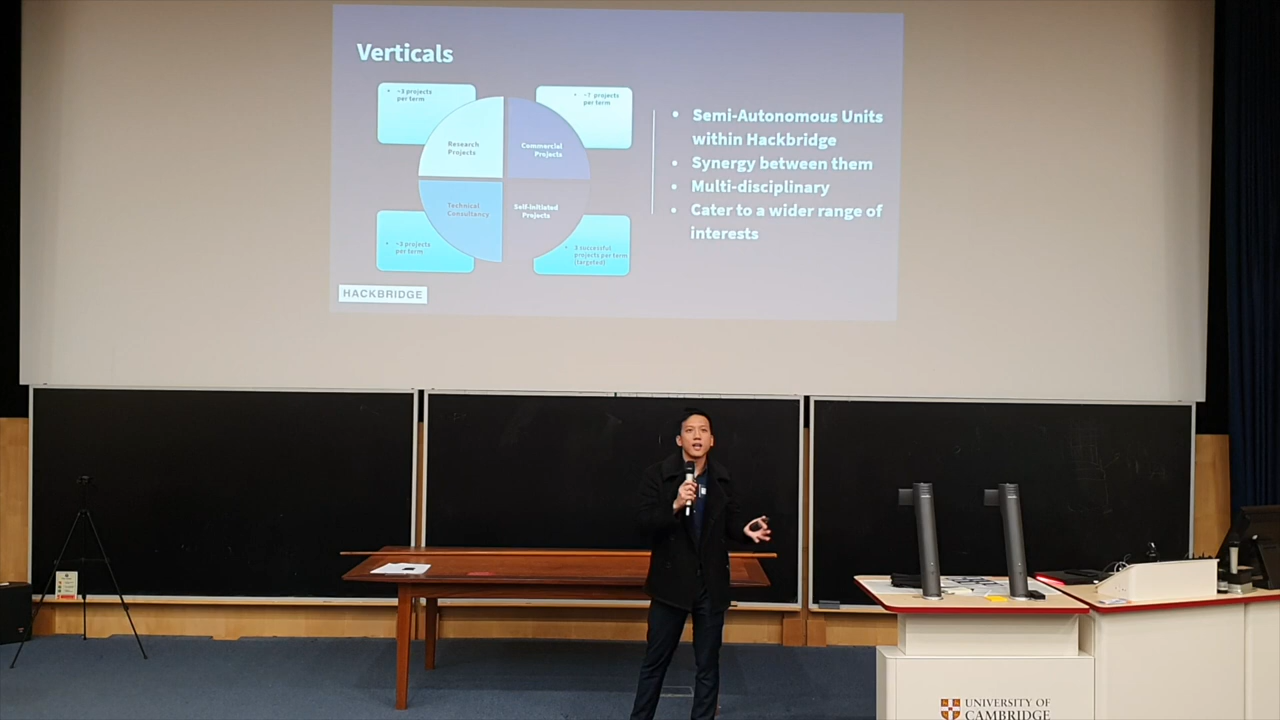 Verticals
projects
per term
projects
per term
Research
Projects
Commercial
Projects
Technical
Consultancy
Self-initiated
Projects
~3 projects
per term
3 successful
projects per term
(targeted)
• Semi-Autonomous Units
within Hackbridge
• Synergy between them
• Multi-disciplinary
• Cater to a wider range of
interests
HACKBRIDGE
UNIVERSITY OF
CAMBRIDGE